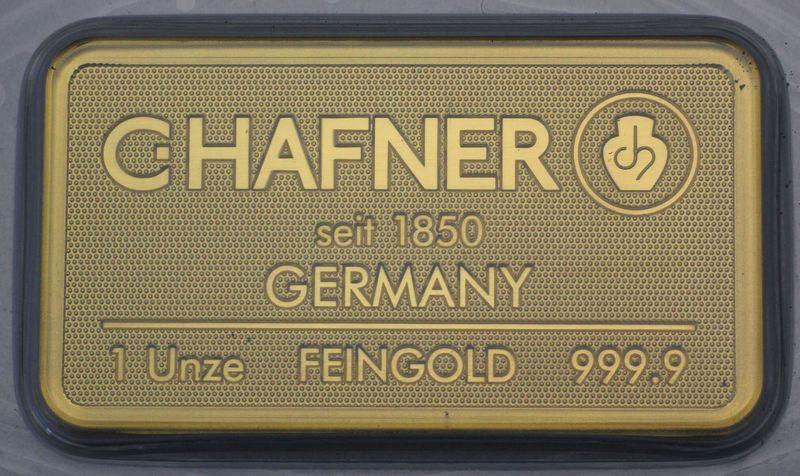 C·HAFNER
seit 1850
GERMANY
1 Unze FEINGOLD 999.9